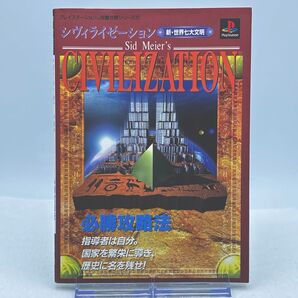 プレイステーション必勝法シリーズ
シヴィライゼーション
新・世界七大文明
PlayStation
Sid Meier's
CIVILIZATION
必勝攻略法
指導者は自分。
国家を繁栄に導き、
歴史に名を残せ!